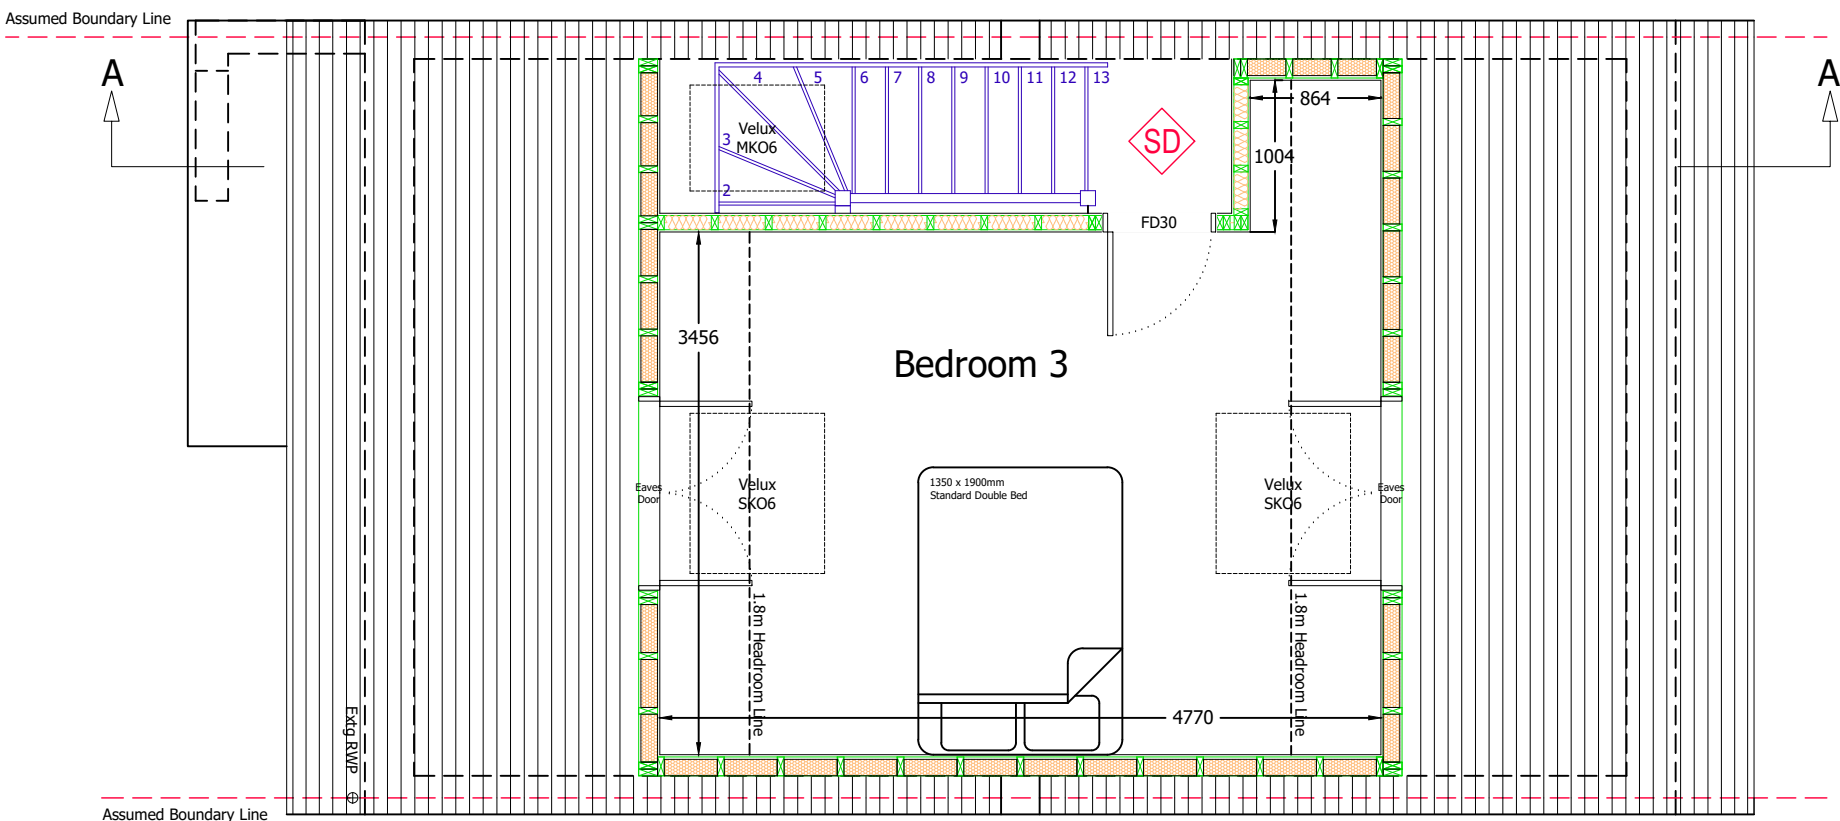 Assumed Boundary Line
A
A
4
5
6
7
8
9
10
11
12
13
864
Velux
MKO6
3
SD
1004
2
FD30
3456
Bedroom 3
1350 x 1900mm
Standard Double Bed
Eaves
Door
Velux
SKO6
Velux
SKO6
Eaves
Door
1.8m Headroom Line
1.8m Headroom Line
4770
Extg RWP
Assumed Boundary Line